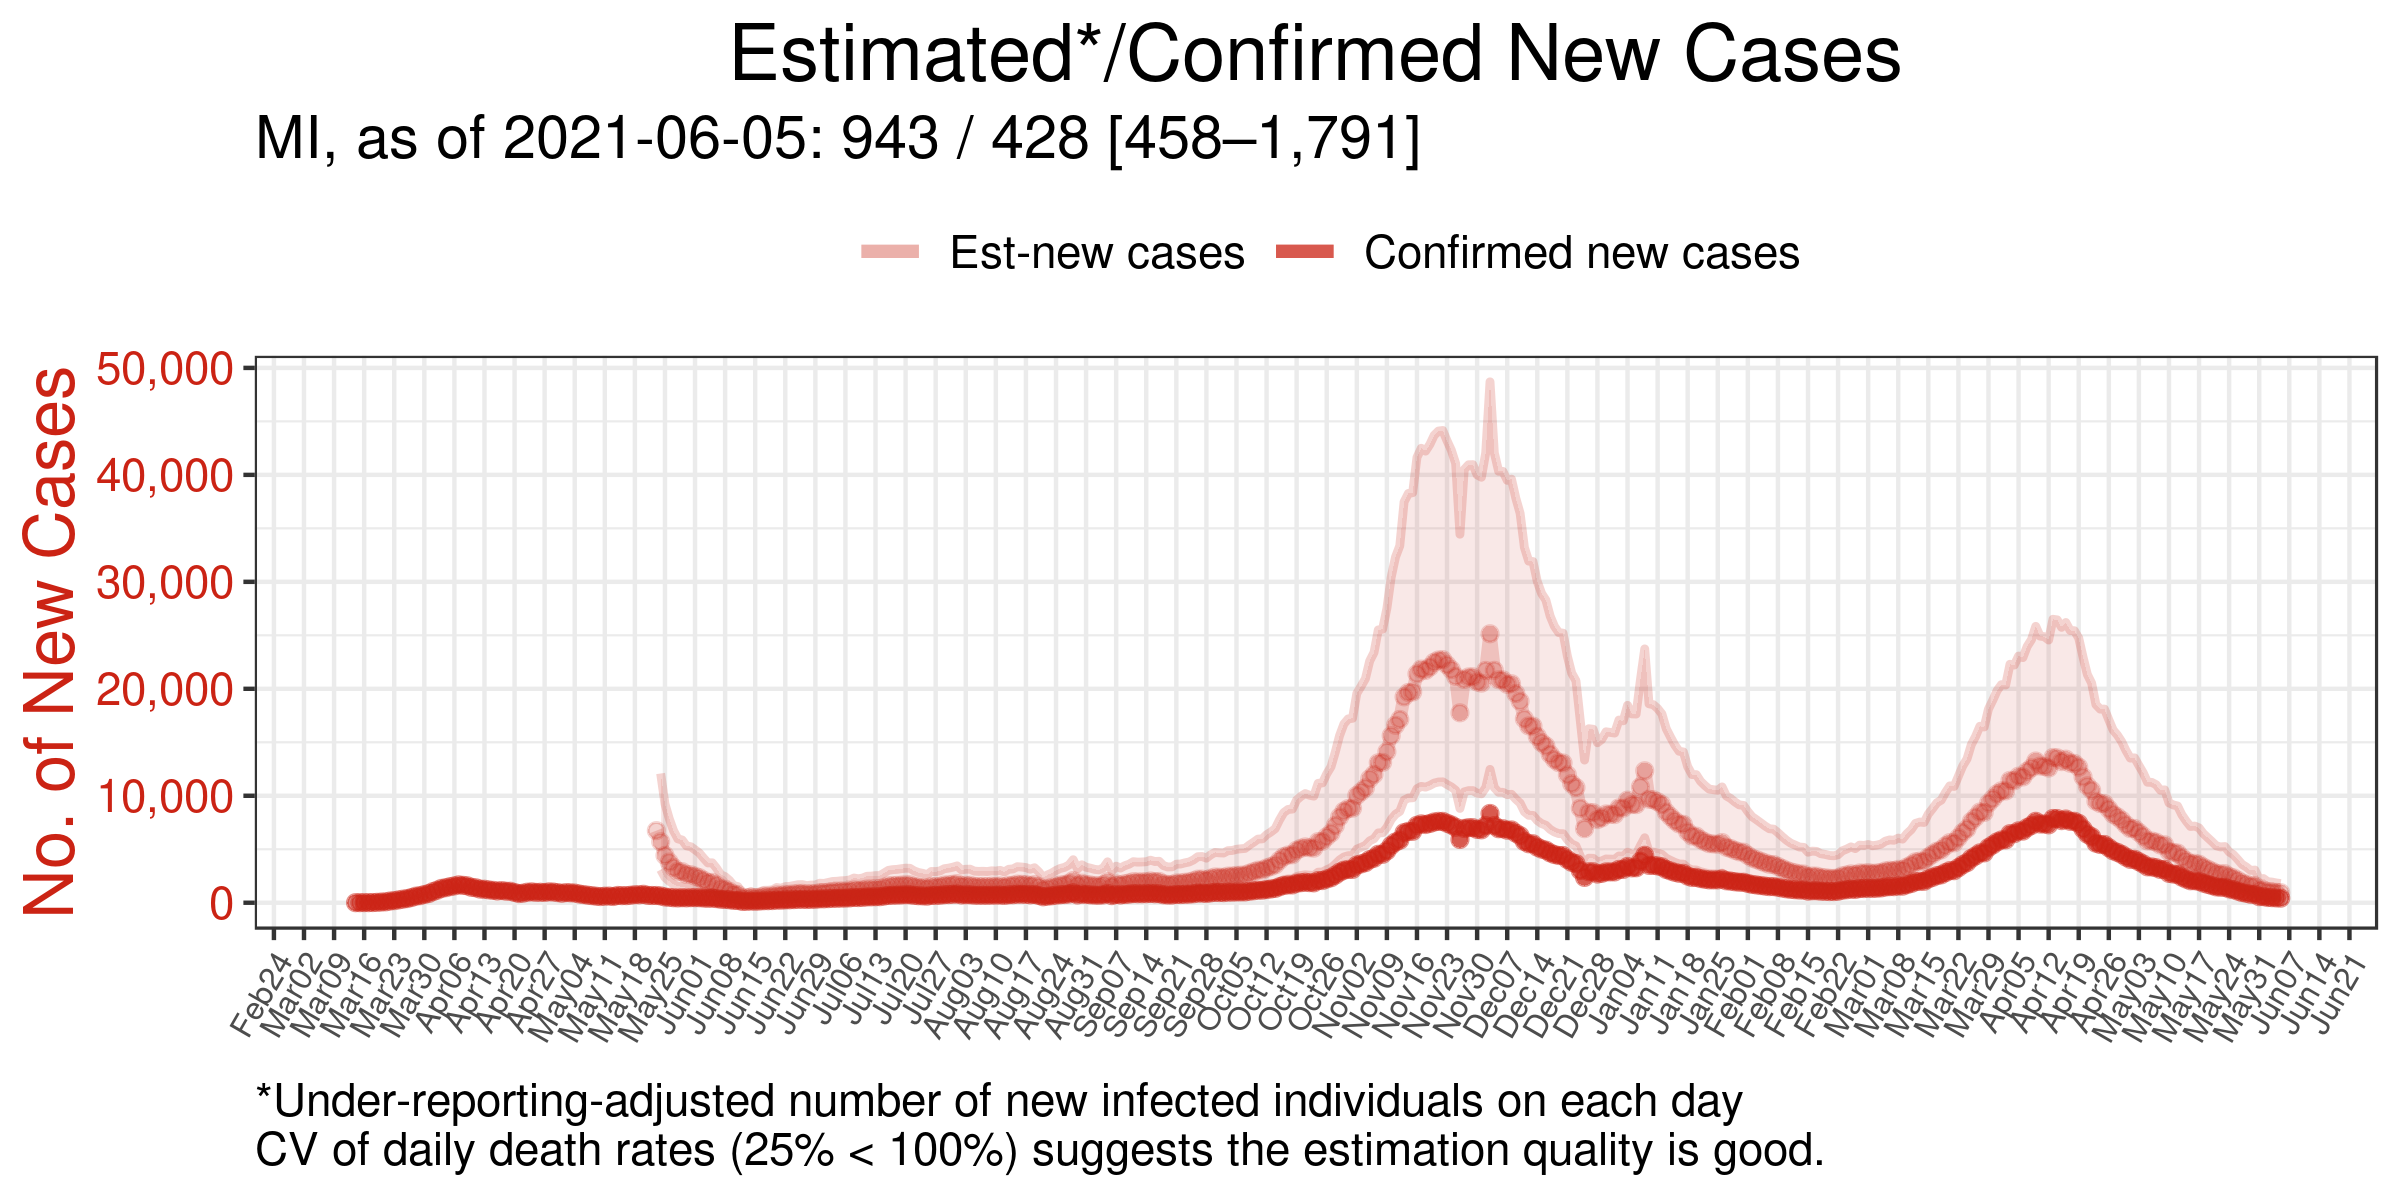 Estimated*/Confirmed New Cases
MI, as of 2021-06-05: 943 / 428 [458–1,791]
Est-new cases
Confirmed new cases
No. of New Cases
50,000
40,000
30,000
20,000
10,000
0
Feb24
Mar02
Mar09
Mar16
Mar23
Mar30
Apr06
Apr13
Apr20
Apr27
May04
May11
May18
May25
Jun01
Jun08
Jun15
Jun22
Jun29
Jul06
Jul13
Jul20
Jul27
Aug03
Aug10
Aug17
Aug24
Aug31
Sep07
Sep14
Sep21
Sep28
Oct05
Oct12
Oct19
Oct26
Nov02
Nov09
Nov16
Nov23
Nov30
Dec07
Dec14
Dec21
Dec28
Jan04
Jan11
Jan18
Jan25
Feb01
Feb08
Feb15
Feb22
Mar01
Mar08
Mar15
Mar22
Mar29
Apr05
Apr12
Apr19
Apr26
May03
May10
May17
May24
May31
Jun07
Jun14
Jun21
*Under-reporting-adjusted number of new infected individuals on each day
CV of daily death rates (25% < 100%) suggests the estimation quality is good.